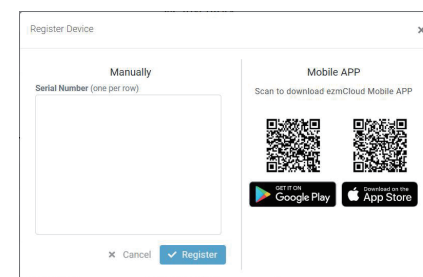 Register Device
×
Manually
Serial Number (one per row)
× Cancel
✔ Register
Mobile APP
Scan to download ezmCloud Mobile APP
GET IT ON
Google Play
Download on the
App Store